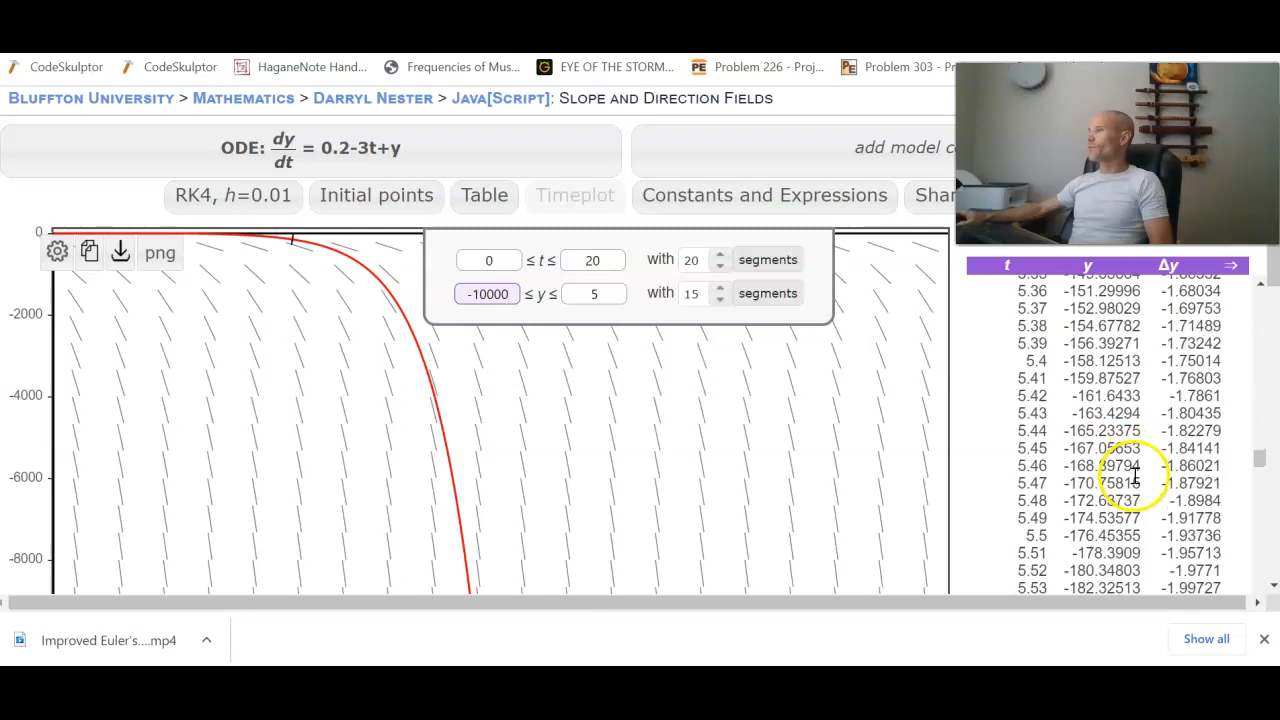 CodeSkulptor CodeSkulptor HaganeNote Hand... Frequencies of Mus... EYE OF THE STORM... Problem 226 - Proj... Problem 303 -
BLUFFTON UNIVERSITY > MATHEMATICS > DARRYL NESTER > JAVA[SCRIPT]: SLOPE AND DIRECTION FIELDS
ODE: dy/dt = 0.2-3t+y
add model
RK4, h=0.01 Initial points Table Timeplot Constants and Expressions
png
0 ≤ t ≤ 20 with 20 segments
-10000 ≤ y ≤ 5 with 15 segments
0
-2000
-4000
-6000
-8000
t y Δy ⇒
5.36 -151.29996 -1.68034
5.37 -152.98029 -1.69753
5.38 -154.67782 -1.71489
5.39 -156.39271 -1.73242
5.4 -158.12513 -1.75014
5.41 -159.87527 -1.76803
5.42 -161.6433 -1.7861
5.43 -163.4294 -1.80435
5.44 -165.23375 -1.82279
5.45 -167.05653 -1.84141
5.46 -168.89794 -1.86021
5.47 -170.75815 -1.87921
5.48 -172.63737 -1.8984
5.49 -174.53577 -1.91778
5.5 -176.45355 -1.93736
5.51 -178.3909 -1.95713
5.52 -180.34803 -1.9771
5.53 -182.32513 -1.99727
Improved Euler's....mp4
Show all